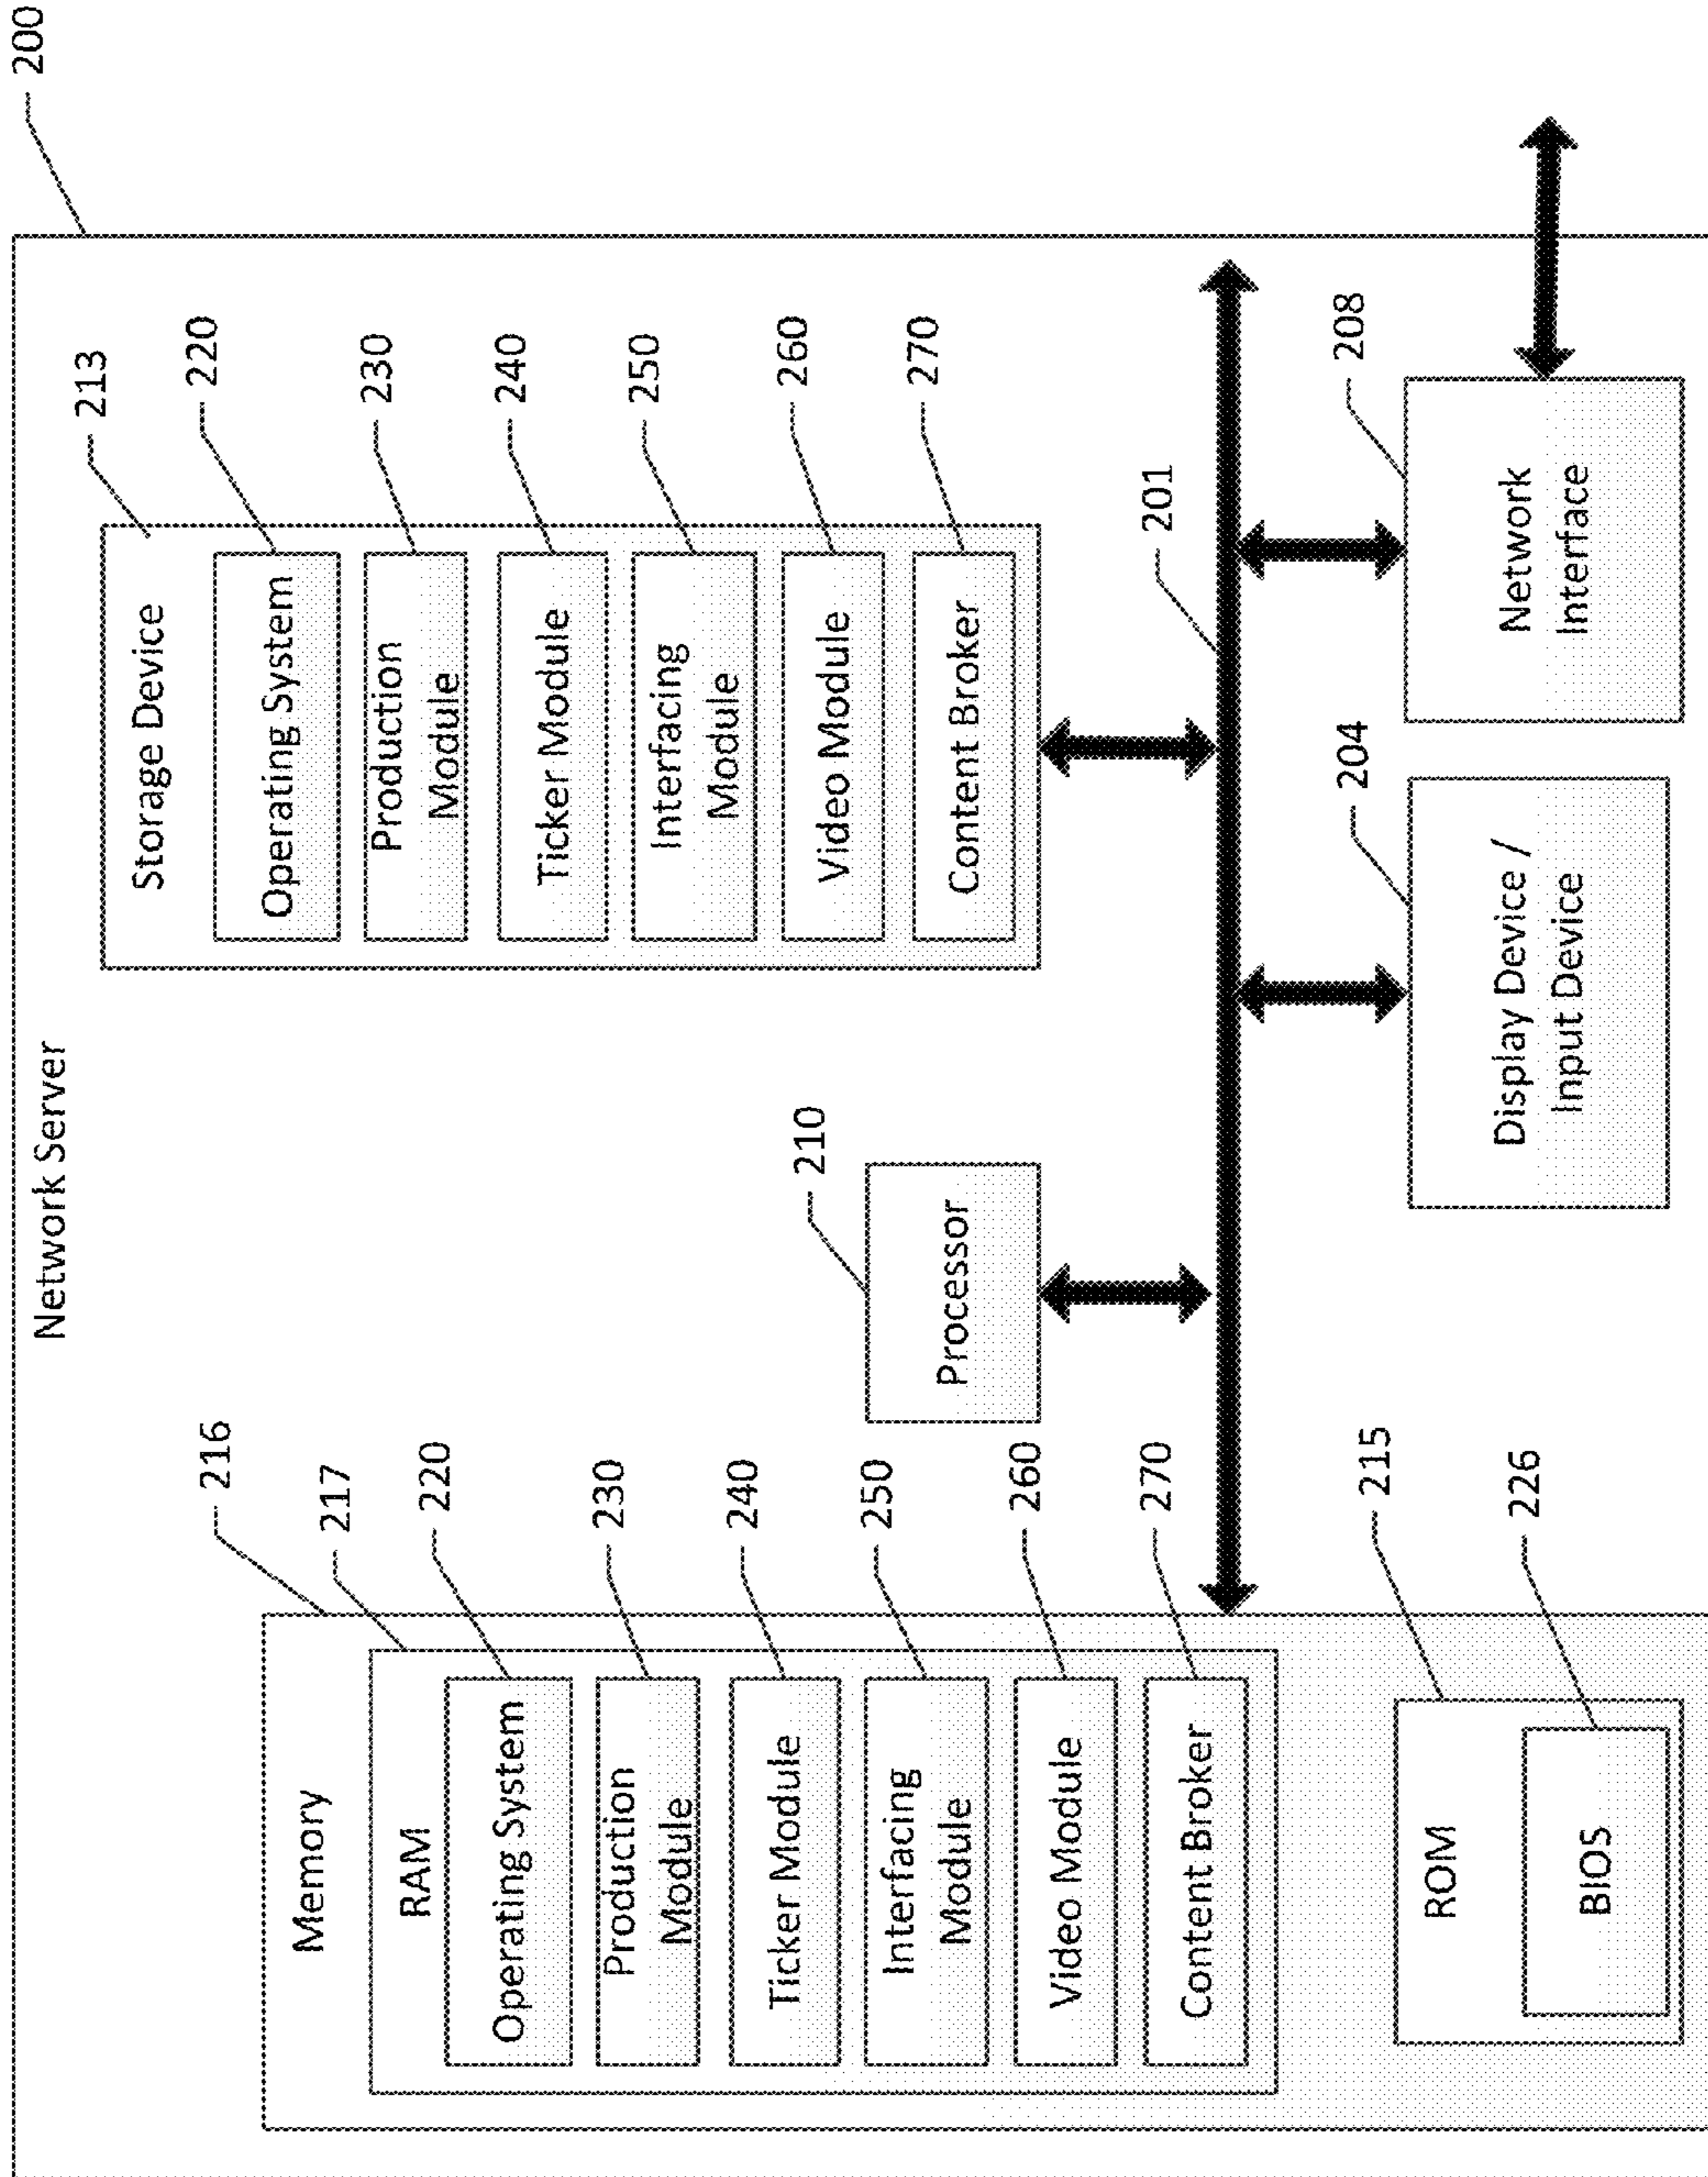 200
Network Server
Memory
216
RAM
217
Operating System
220
Production
Module
230
Ticker Module
240
Interfacing
Module
250
Video Module
260
Content Broker
270
ROM
215
BIOS
226
Processor
210
Storage Device
213
Operating System
220
Production
Module
230
Ticker Module
240
Interfacing
Module
250
Video Module
260
Content Broker
270
201
Display Device /
Input Device
204
Network
Interface
208